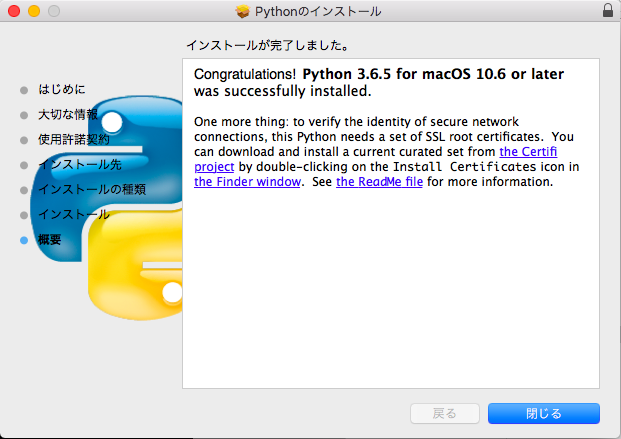 Pythonのインストール
インストールが完了しました。
はじめに
大切な情報
使用許諾契約
インストール先
インストールの種類
インストール
概要
Congratulations! Python 3.6.5 for macOS 10.6 or later
was successfully installed.
One more thing: to verify the identity of secure network
connections, this Python needs a set of SSL root certificates.  You
can download and install a current curated set from the Certifi
project by double-clicking on the Install Certificates icon in
the Finder window.  See the ReadMe file for more information.
戻る
閉じる